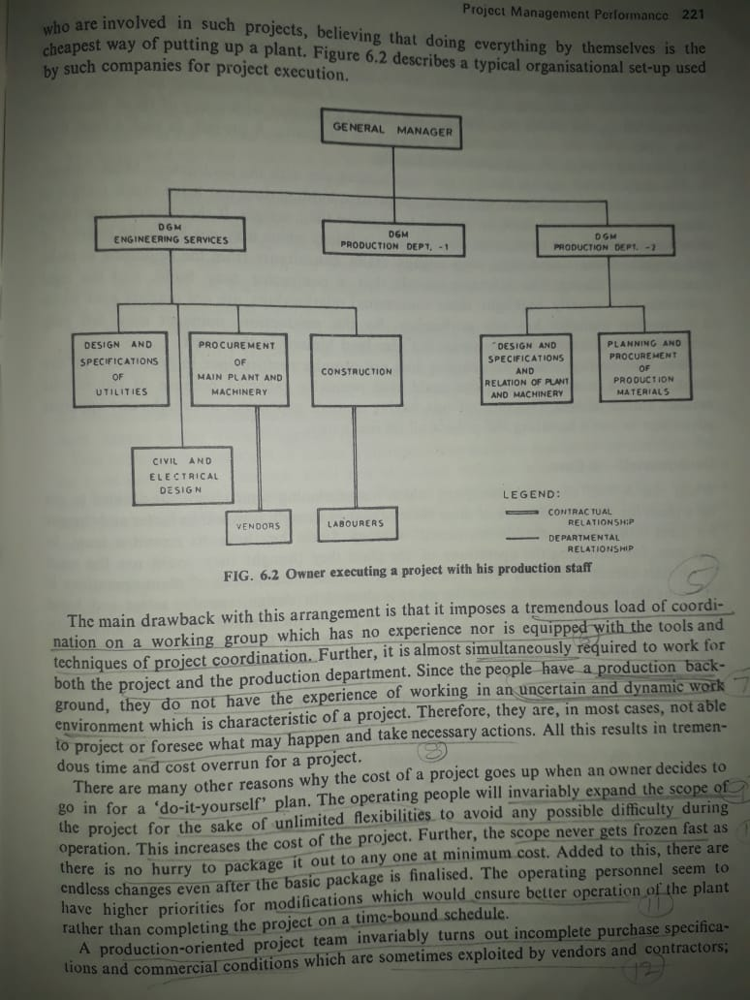 Project Management Performance 221
who are involved in such projects, believing that doing everything by themselves is the
cheapest way of putting up a plant. Figure 6.2 describes a typical organisational set-up used
by such companies for project execution.
GENERAL MANAGER
DGM
ENGINEERING SERVICES
DGM
PRODUCTION DEPT. -1
DGM
PRODUCTION DEPT. -2
DESIGN AND
SPECIFICATIONS
OF
UTILITIES
PROCUREMENT
OF
MAIN PLANT AND
MACHINERY
CONSTRUCTION
DESIGN AND
SPECIFICATIONS
AND
RELATION OF PLANT
AND MACHINERY
PLANNING AND
PROCUREMENT
OF
PRODUCTION
MATERIALS
CIVIL AND
ELECTRICAL
DESIGN
VENDORS
LABOURERS
LEGEND:
CONTRACTUAL
RELATIONSHIP
DEPARTMENTAL
RELATIONSHIP
FIG. 6.2 Owner executing a project with his production staff
5
The main drawback with this arrangement is that it imposes a tremendous load of coordi-
nation on a working group which has no experience nor is equipped with the tools and
techniques of project coordination. Further, it is almost simultaneously required to work for
both the project and the production department. Since the people have a production back-
ground, they do not have the experience of working in an uncertain and dynamic work
7
environment which is characteristic of a project. Therefore, they are, in most cases, not able
to project or foresee what may happen and take necessary actions. All this results in tremen-
dous time and cost overrun for a project.
8
There are many other reasons why the cost of a project goes up when an owner decides to
go in for a 'do-it-yourself' plan. The operating people will invariably expand the scope of
9
the project for the sake of unlimited flexibilities to avoid any possible difficulty during
operation. This increases the cost of the project. Further, the scope never gets frozen fast as
there is no hurry to package it out to any one at minimum cost. Added to this, there are
endless changes even after the basic package is finalised. The operating personnel seem to
have higher priorities for modifications which would ensure better operation of the plant
11
rather than completing the project on a time-bound schedule.
A production-oriented project team invariably turns out incomplete purchase specifica-
tions and commercial conditions which are sometimes exploited by vendors and contractors;
12